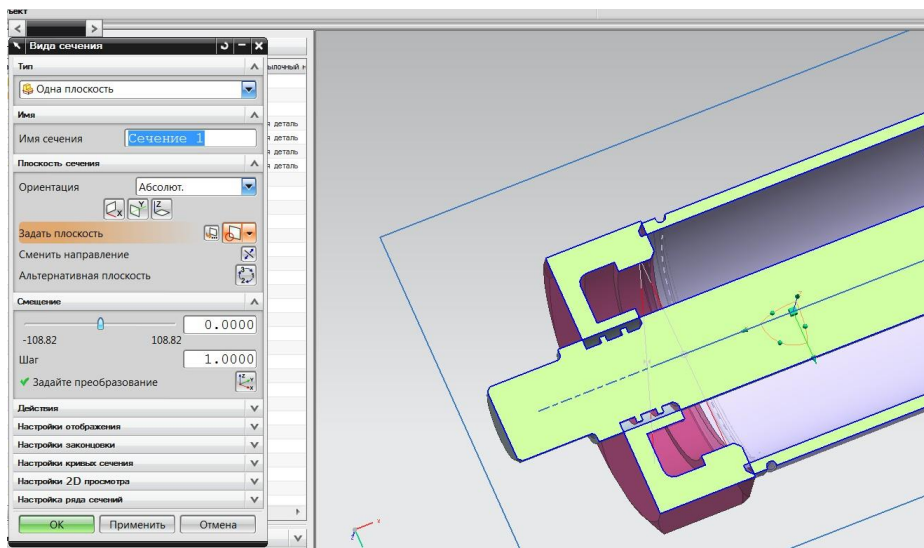 Вида сечения
Тип
Одна плоскость
Имя
Имя сечения Сечение 1
Плоскость сечения
Ориентация Абсолют.
X Y Z
Задать плоскость
Сменить направление
Альтернативная плоскость
Смещение
0.0000
-108.82 108.82
Шаг 1.0000
Задайте преобразование
Действия
Настройки отображения
Настройки законцовки
Настройки кривых сечения
Настройки 2D просмотра
Настройка ряда сечений
OK Применить Отмена
деталь
деталь
деталь
деталь